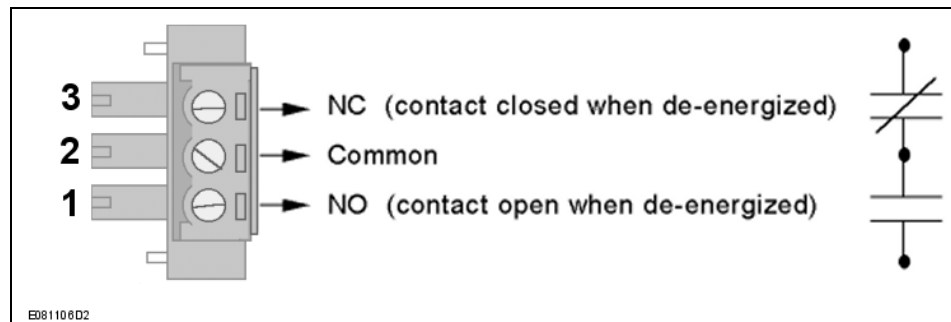 3 NC (contact closed when de-energized)
2 Common
1 NO (contact open when de-energized)
E081106D2